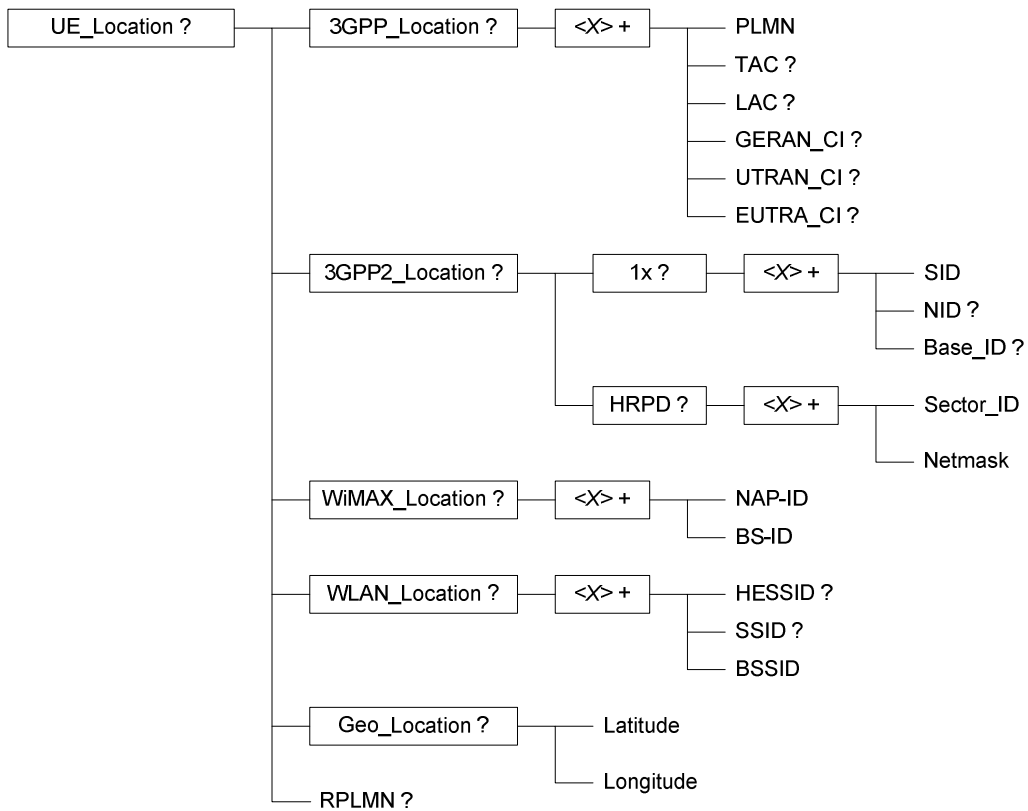 UE_Location ?
3GPP_Location ?
<X> +
PLMN
TAC ?
LAC ?
GERAN_CI ?
UTRAN_CI ?
EUTRA_CI ?
3GPP2_Location ?
1x ?
<X> +
SID
NID ?
Base_ID ?
HRPD ?
<X> +
Sector_ID
Netmask
WiMAX_Location ?
<X> +
NAP-ID
BS-ID
WLAN_Location ?
<X> +
HESSID ?
SSID ?
BSSID
Geo_Location ?
Latitude
Longitude
RPLMN ?